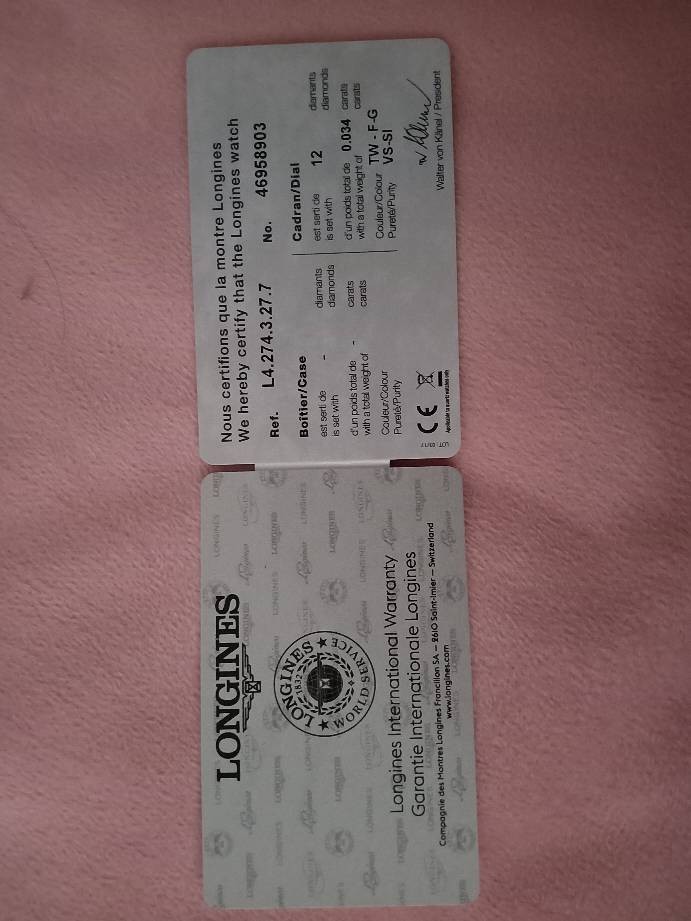 Nous certifions que la montre Longines
We hereby certify that the Longines watch
Ref. L4.274.3.27.7 No. 46958903
Boîtier/Case
est serti de - diamants
is set with diamonds
d'un poids total de - carats
with a total weight of carats
Couleur/Colour
Pureté/Purity
Cadran/Dial
est serti de 12 diamants
is set with diamonds
d'un poids total de 0.034 carats
with a total weight of carats
Couleur/Colour TW - F-G
Pureté/Purity VS-SI
CE
Walter von Känel / President
LONGINES
LONGINES
1832
WORLD SERVICE
Longines International Warranty
Garantie Internationale Longines
Compagnie des Montres Longines Francillon SA – 2610 Saint-Imier – Switzerland
www.longines.com